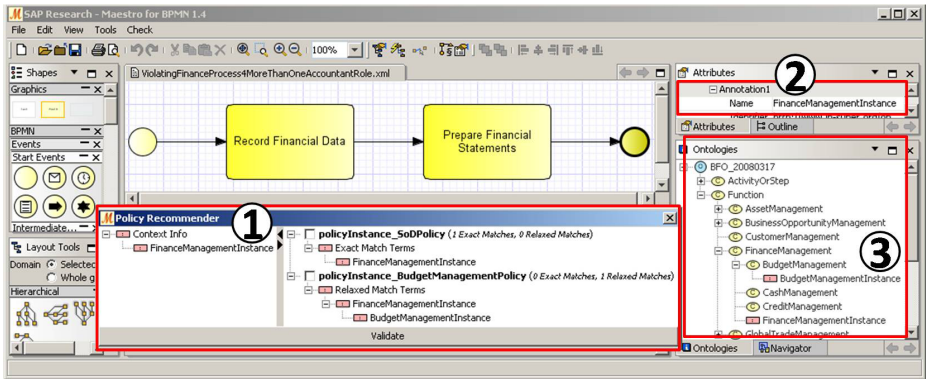 SAP Research - Maestro for BPMN 1.4
File Edit View Tools Check
100%
Shapes
Graphics
BPMN
Events
Start Events
Intermediate...
Layout Tools
Domain Selected
Whole g
Hierarchical
ViolatingFinanceProcess4MoreThanOneAccountantRole.xml
Record Financial Data
Prepare Financial
Statements
1
Policy Recommender
Context Info
FinanceManagementInstance
policyInstance_SoDPolicy (1 Exact Matches, 0 Relaxed Matches)
Exact Match Terms
FinanceManagementInstance
policyInstance_BudgetManagementPolicy (0 Exact Matches, 1 Relaxed Matches)
Relaxed Match Terms
FinanceManagementInstance
BudgetManagementInstance
Validate
Attributes
2
Annotation1
Name FinanceManagementInstance
Attributes Outline
Ontologies
BFO_20080317
ActivityOrStep
Function
AssetManagement
BusinessOpportunityManagement
CustomerManagement
FinanceManagement
3
BudgetManagement
BudgetManagementInstance
CashManagement
CreditManagement
FinanceManagementInstance
GlobalTradeManagement
Ontologies Navigator